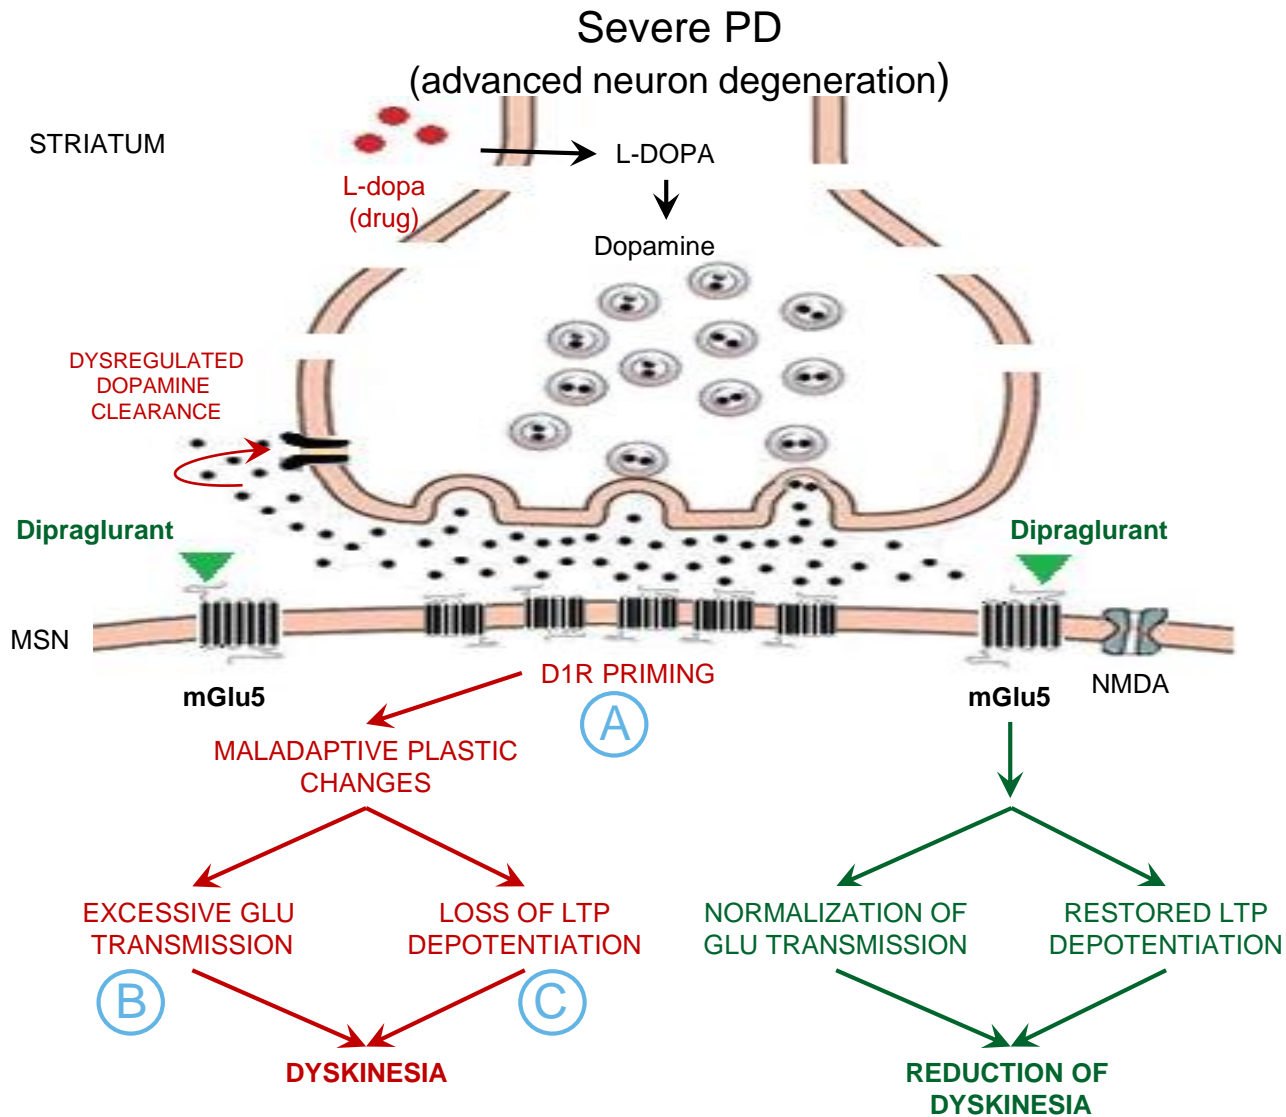 Severe PD
(advanced neuron degeneration)
STRIATUM
L-DOPA
L-dopa
(drug)
Dopamine
DYSREGULATED
DOPAMINE
CLEARANCE
Dipraglurant
Dipraglurant
MSN
mGlu5
D1R PRIMING
mGlu5
NMDA
A
MALADAPTIVE PLASTIC
CHANGES
EXCESSIVE GLU
TRANSMISSION
LOSS OF LTP
DEPOTENTIATION
NORMALIZATION OF
GLU TRANSMISSION
RESTORED LTP
DEPOTENTIATION
B
C
DYSKINESIA
REDUCTION OF
DYSKINESIA